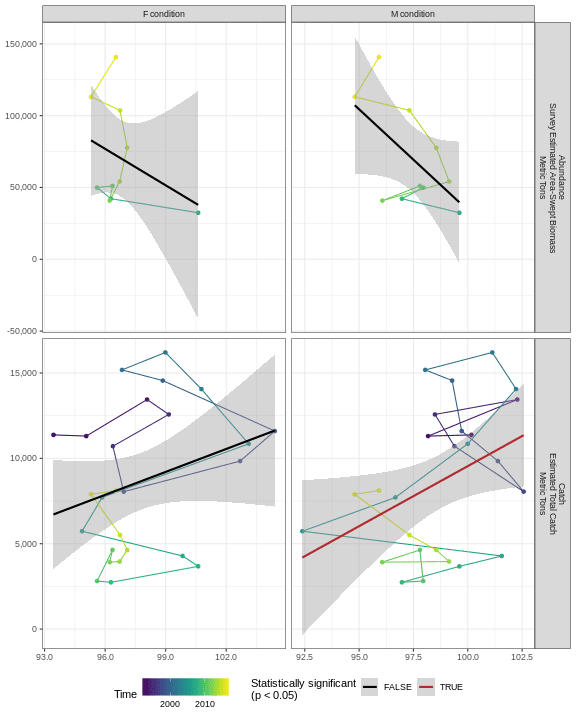 F condition
M condition
150,000
100,000
50,000
0
-50,000
Abundance
Survey Estimated Area-Swept Biomass
Metric Tons
15,000
10,000
5,000
0
Catch
Estimated Total Catch
Metric Tons
93.0 96.0 99.0 102.0
92.5 95.0 97.5 100.0 102.5
Time
2000 2010
Statistically significant
(p < 0.05)
FALSE
TRUE